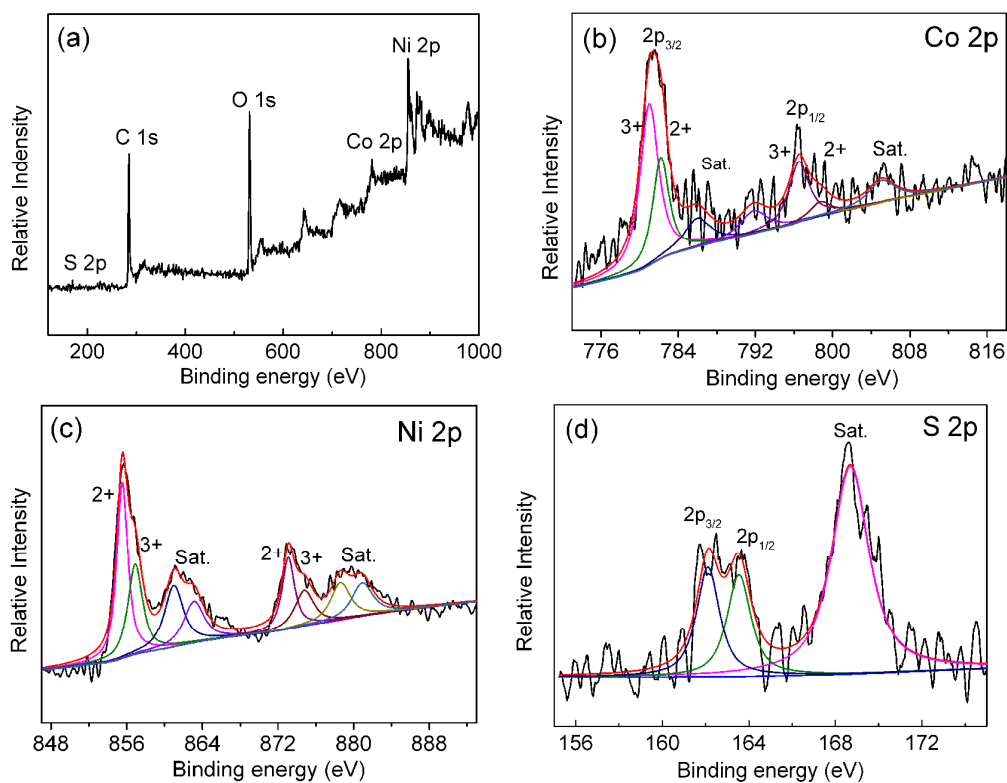 (a)
Ni 2p
O 1s
C 1s
Co 2p
S 2p
Relative Indensity
200 400 600 800 1000
Binding energy (eV)
(b)
Co 2p
2p3/2
3+ 2+
Sat.
2p1/2
3+ 2+
Sat.
Relative Intensity
776 784 792 800 808 816
Binding energy (eV)
(c)
Ni 2p
2+
3+
Sat.
2+ 3+
Sat.
Relative Intensity
848 856 864 872 880 888
Binding energy (eV)
(d)
S 2p
Sat.
2p3/2
2p1/2
Relative Intensity
156 160 164 168 172
Binding energy (eV)